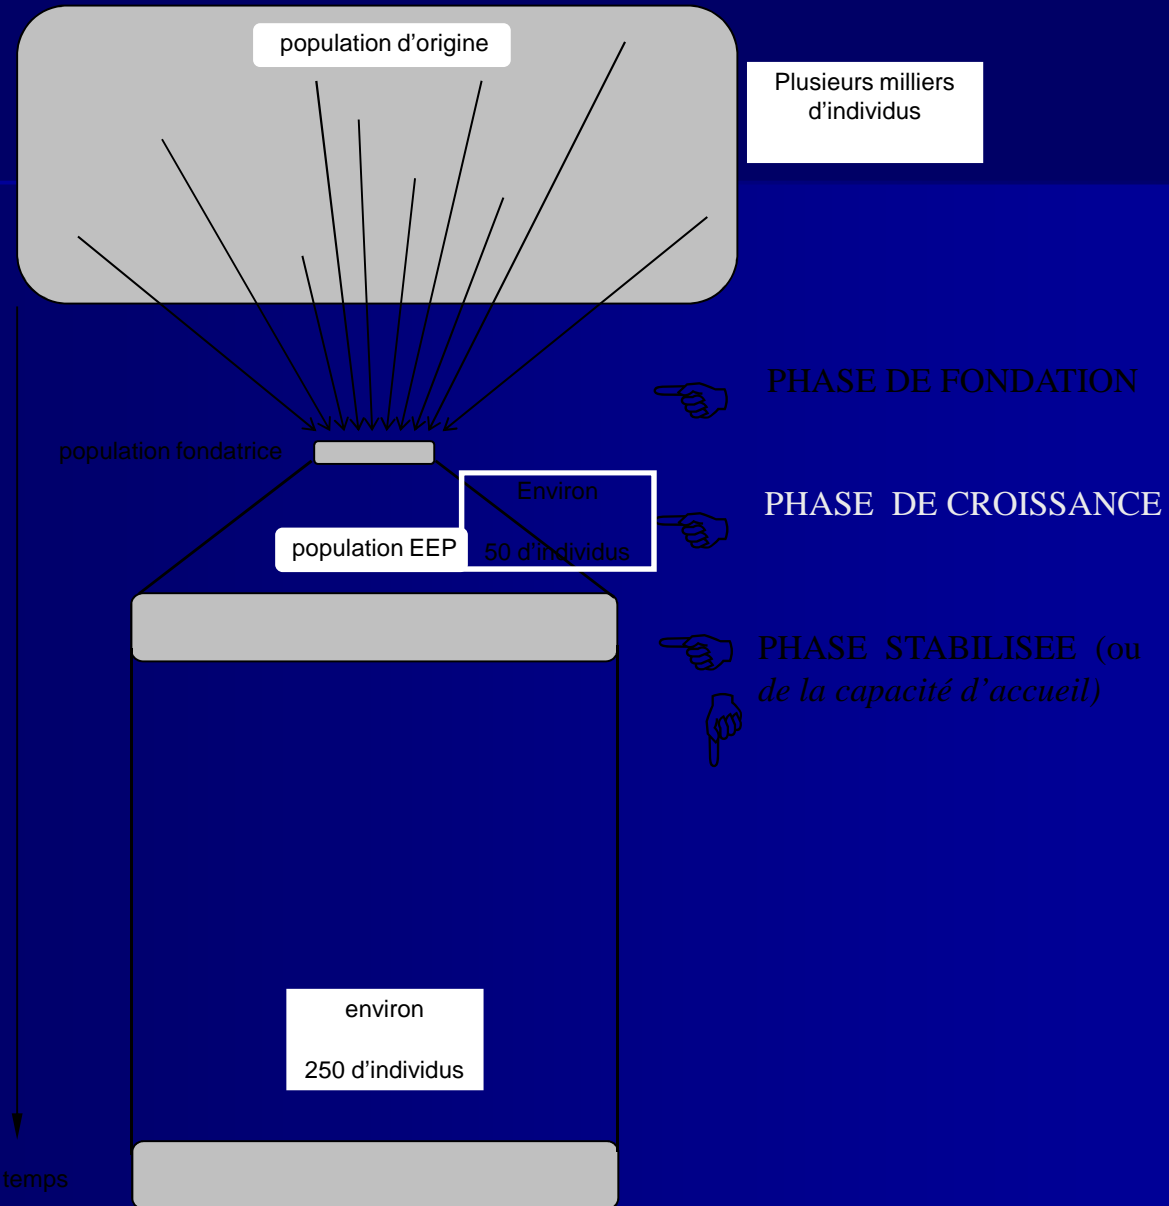 population d'origine
Plusieurs milliers
d'individus
PHASE DE FONDATION
population fondatrice
Environ
50 d'individus
PHASE DE CROISSANCE
population EEP
PHASE STABILISEE (ou
de la capacité d'accueil)
environ
250 d'individus
temps